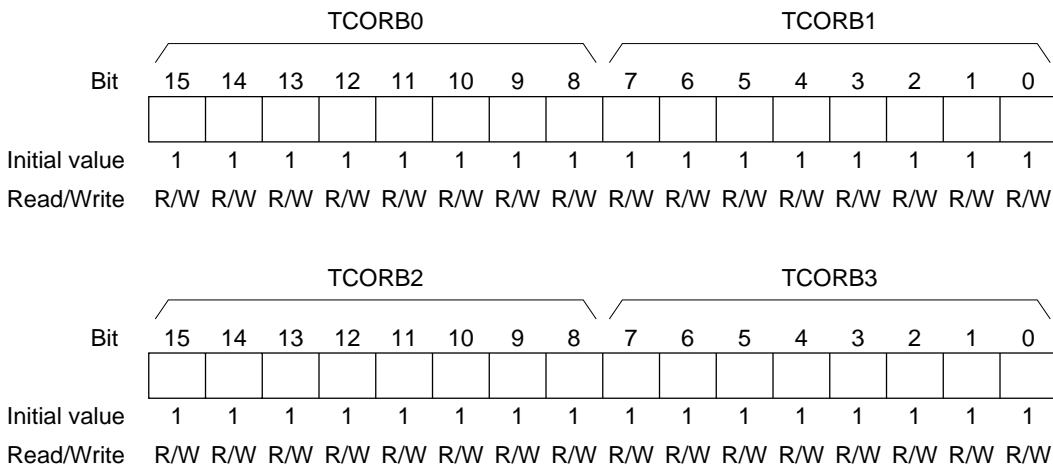 TCORB0 TCORB1
Bit 15 14 13 12 11 10 9 8 7 6 5 4 3 2 1 0
Initial value 1 1 1 1 1 1 1 1 1 1 1 1 1 1 1 1
Read/Write R/W R/W R/W R/W R/W R/W R/W R/W R/W R/W R/W R/W R/W R/W R/W R/W
TCORB2 TCORB3
Bit 15 14 13 12 11 10 9 8 7 6 5 4 3 2 1 0
Initial value 1 1 1 1 1 1 1 1 1 1 1 1 1 1 1 1
Read/Write R/W R/W R/W R/W R/W R/W R/W R/W R/W R/W R/W R/W R/W R/W R/W R/W